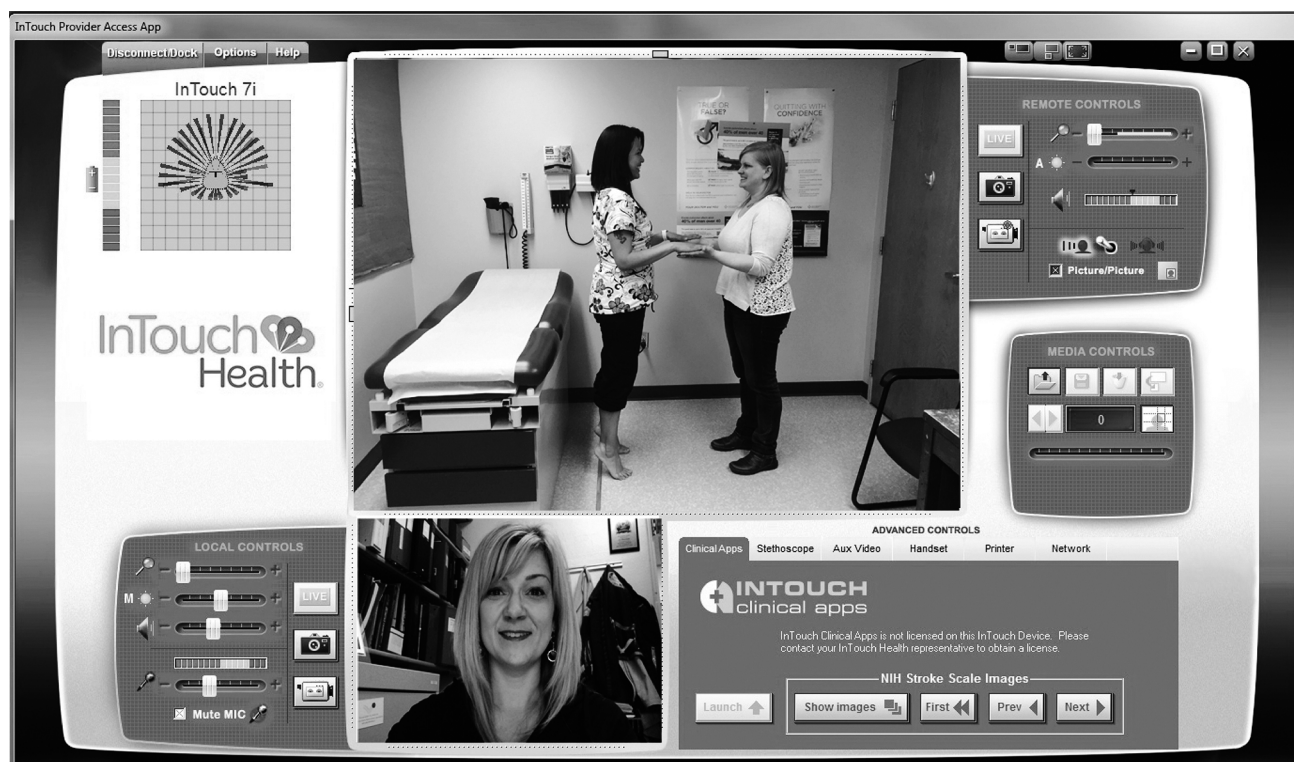 InTouch Provider Access App
Disconnect/Dock Options Help
InTouch 7i
InTouch
Health®
TRUE OR
FALSE?
QUITTING WITH
CONFIDENCE
REMOTE CONTROLS
LIVE
A
Picture/Picture
MEDIA CONTROLS
0
LOCAL CONTROLS
M
LIVE
Mute MIC
ADVANCED CONTROLS
Clinical Apps Stethoscope Aux Video Handset Printer Network
INTOUCH
clinical apps
InTouch Clinical Apps is not licensed on this InTouch Device. Please
contact your InTouch Health representative to obtain a license.
NIH Stroke Scale Images
Launch Show images First Prev Next